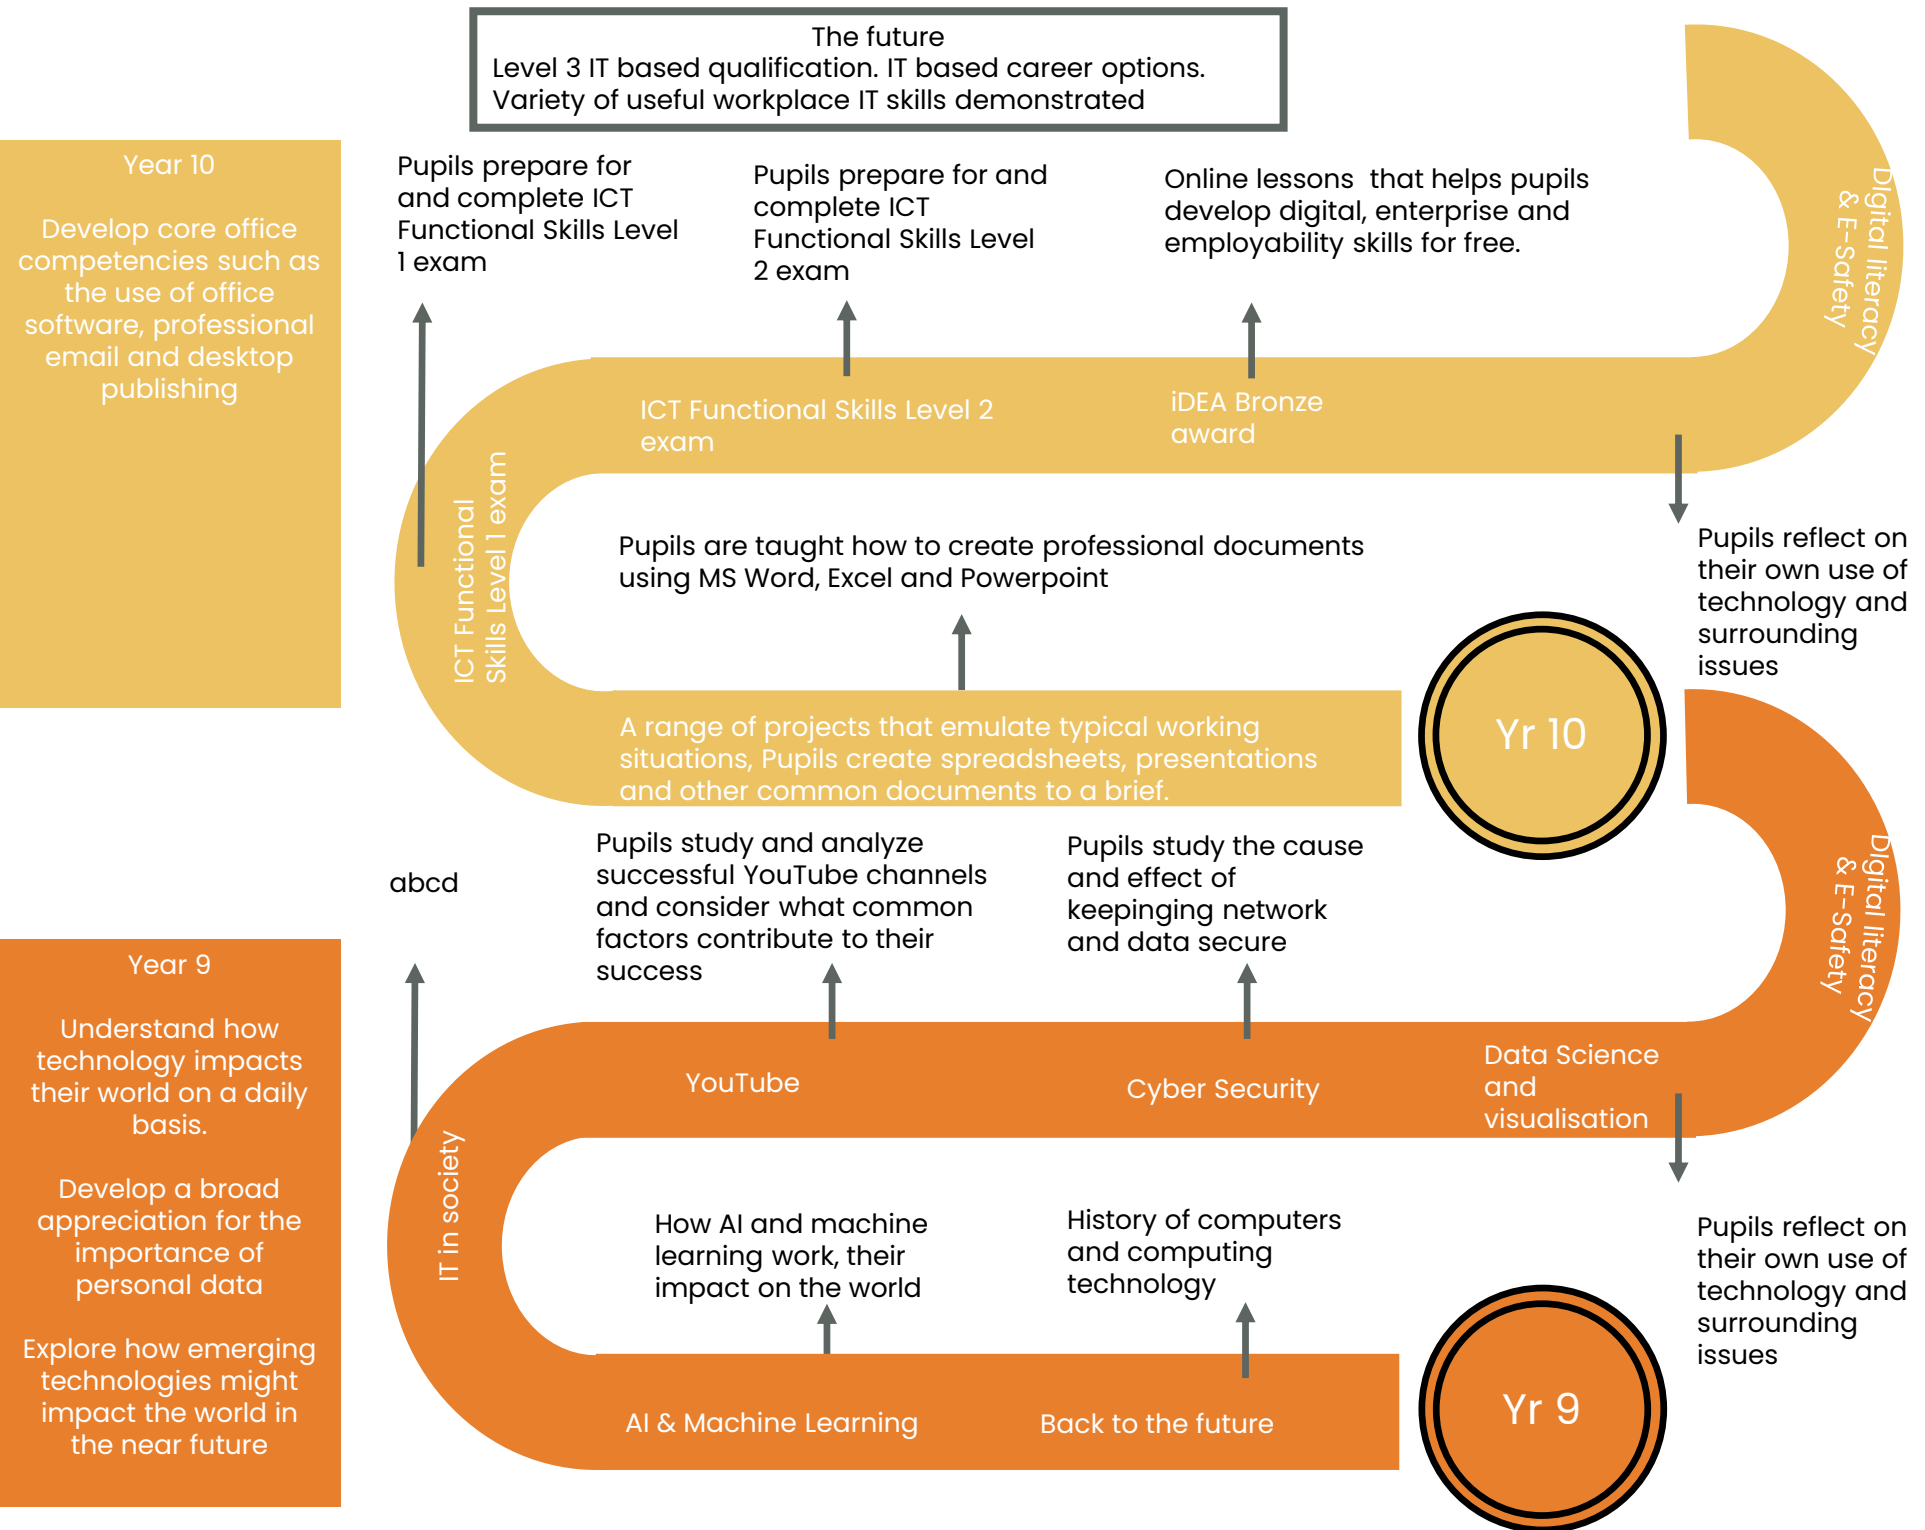 The future
Level 3 IT based qualification. IT based career options.
Variety of useful workplace IT skills demonstrated
Year 10
Develop core office
competencies such as
the use of office
software, professional
email and desktop
publishing
Pupils prepare for
and complete ICT
Functional Skills Level
1 exam
Pupils prepare for and
complete ICT
Functional Skills Level
2 exam
Online lessons  that helps pupils
develop digital, enterprise and
employability skills for free.
DIgital literacy
& E-Safety
ICT Functional Skills Level 2
exam
iDEA Bronze
award
ICT Functional
Skills Level 1 exam
Pupils are taught how to create professional documents
using MS Word, Excel and Powerpoint
Pupils reflect on
their own use of
technology and
surrounding
issues
A range of projects that emulate typical working
situations, Pupils create spreadsheets, presentations
and other common documents to a brief.
Yr 10
abcd
Pupils study and analyze
successful YouTube channels
and consider what common
factors contribute to their
success
Pupils study the cause
and effect of
keepinging network
and data secure
DIgital literacy
& E-Safety
Year 9
Understand how
technology impacts
their world on a daily
basis.
Develop a broad
appreciation for the
importance of
personal data
Explore how emerging
technologies might
impact the world in
the near future
YouTube
Cyber Security
Data Science
and
visualisation
IT in society
How AI and machine
learning work, their
impact on the world
History of computers
and computing
technology
Pupils reflect on
their own use of
technology and
surrounding
issues
AI & Machine Learning
Back to the future
Yr 9